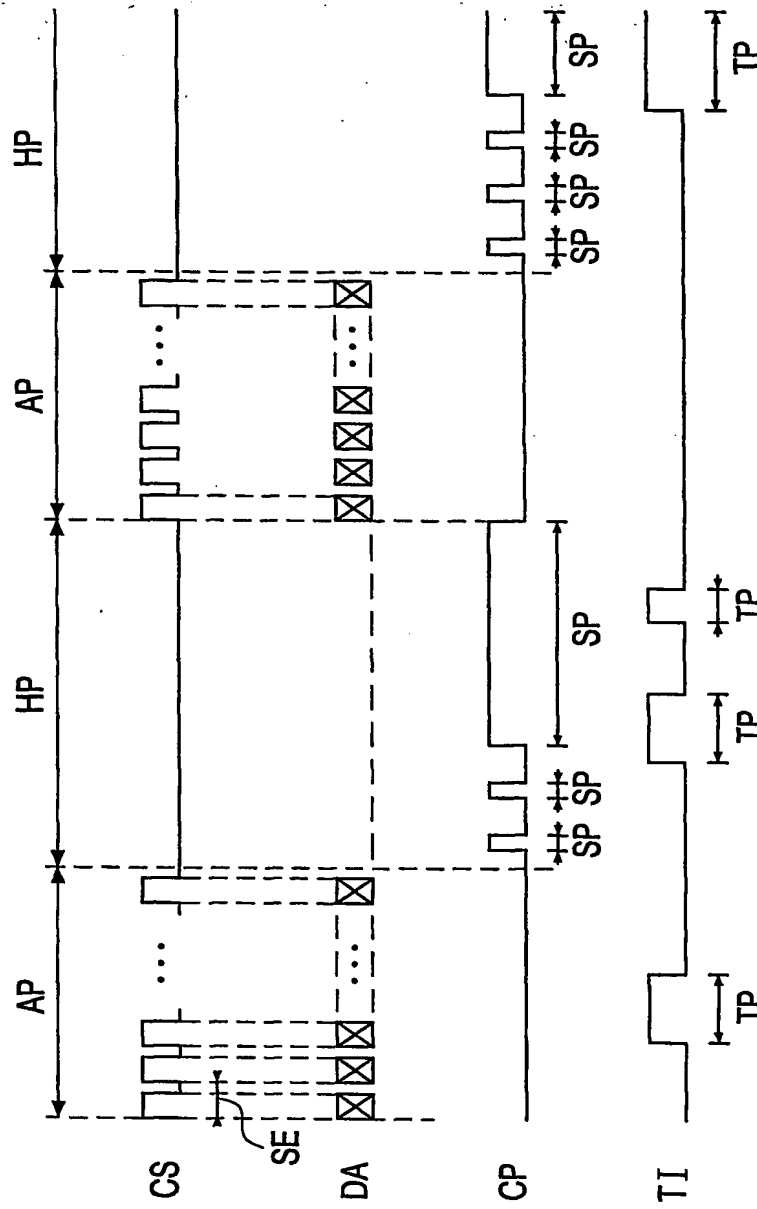 AP HP AP HP
CS ... ...
SE
DA ... ...
CP
SP SP SP SP SP SP SP
TI
TP TP TP TP